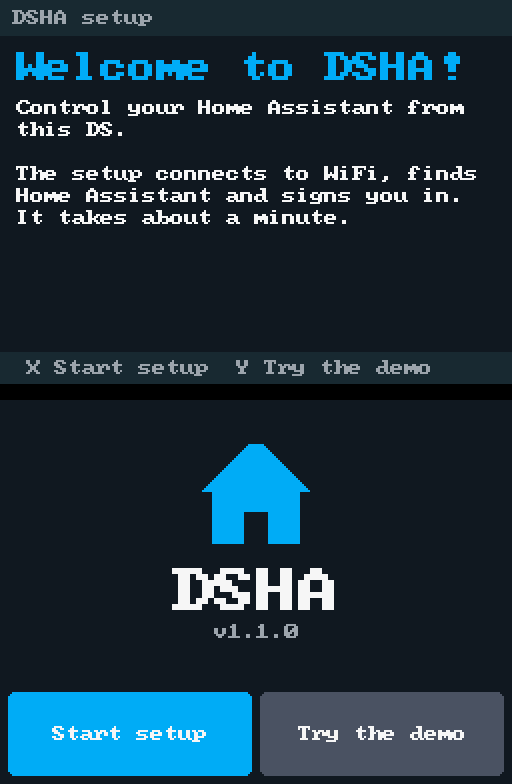 DSHA setup
Welcome to DSHA!
Control your Home Assistant from
this DS.
The setup connects to WiFi, finds
Home Assistant and signs you in.
It takes about a minute.
X Start setup Y Try the demo
DSHA
v1.1.0
Start setup Try the demo